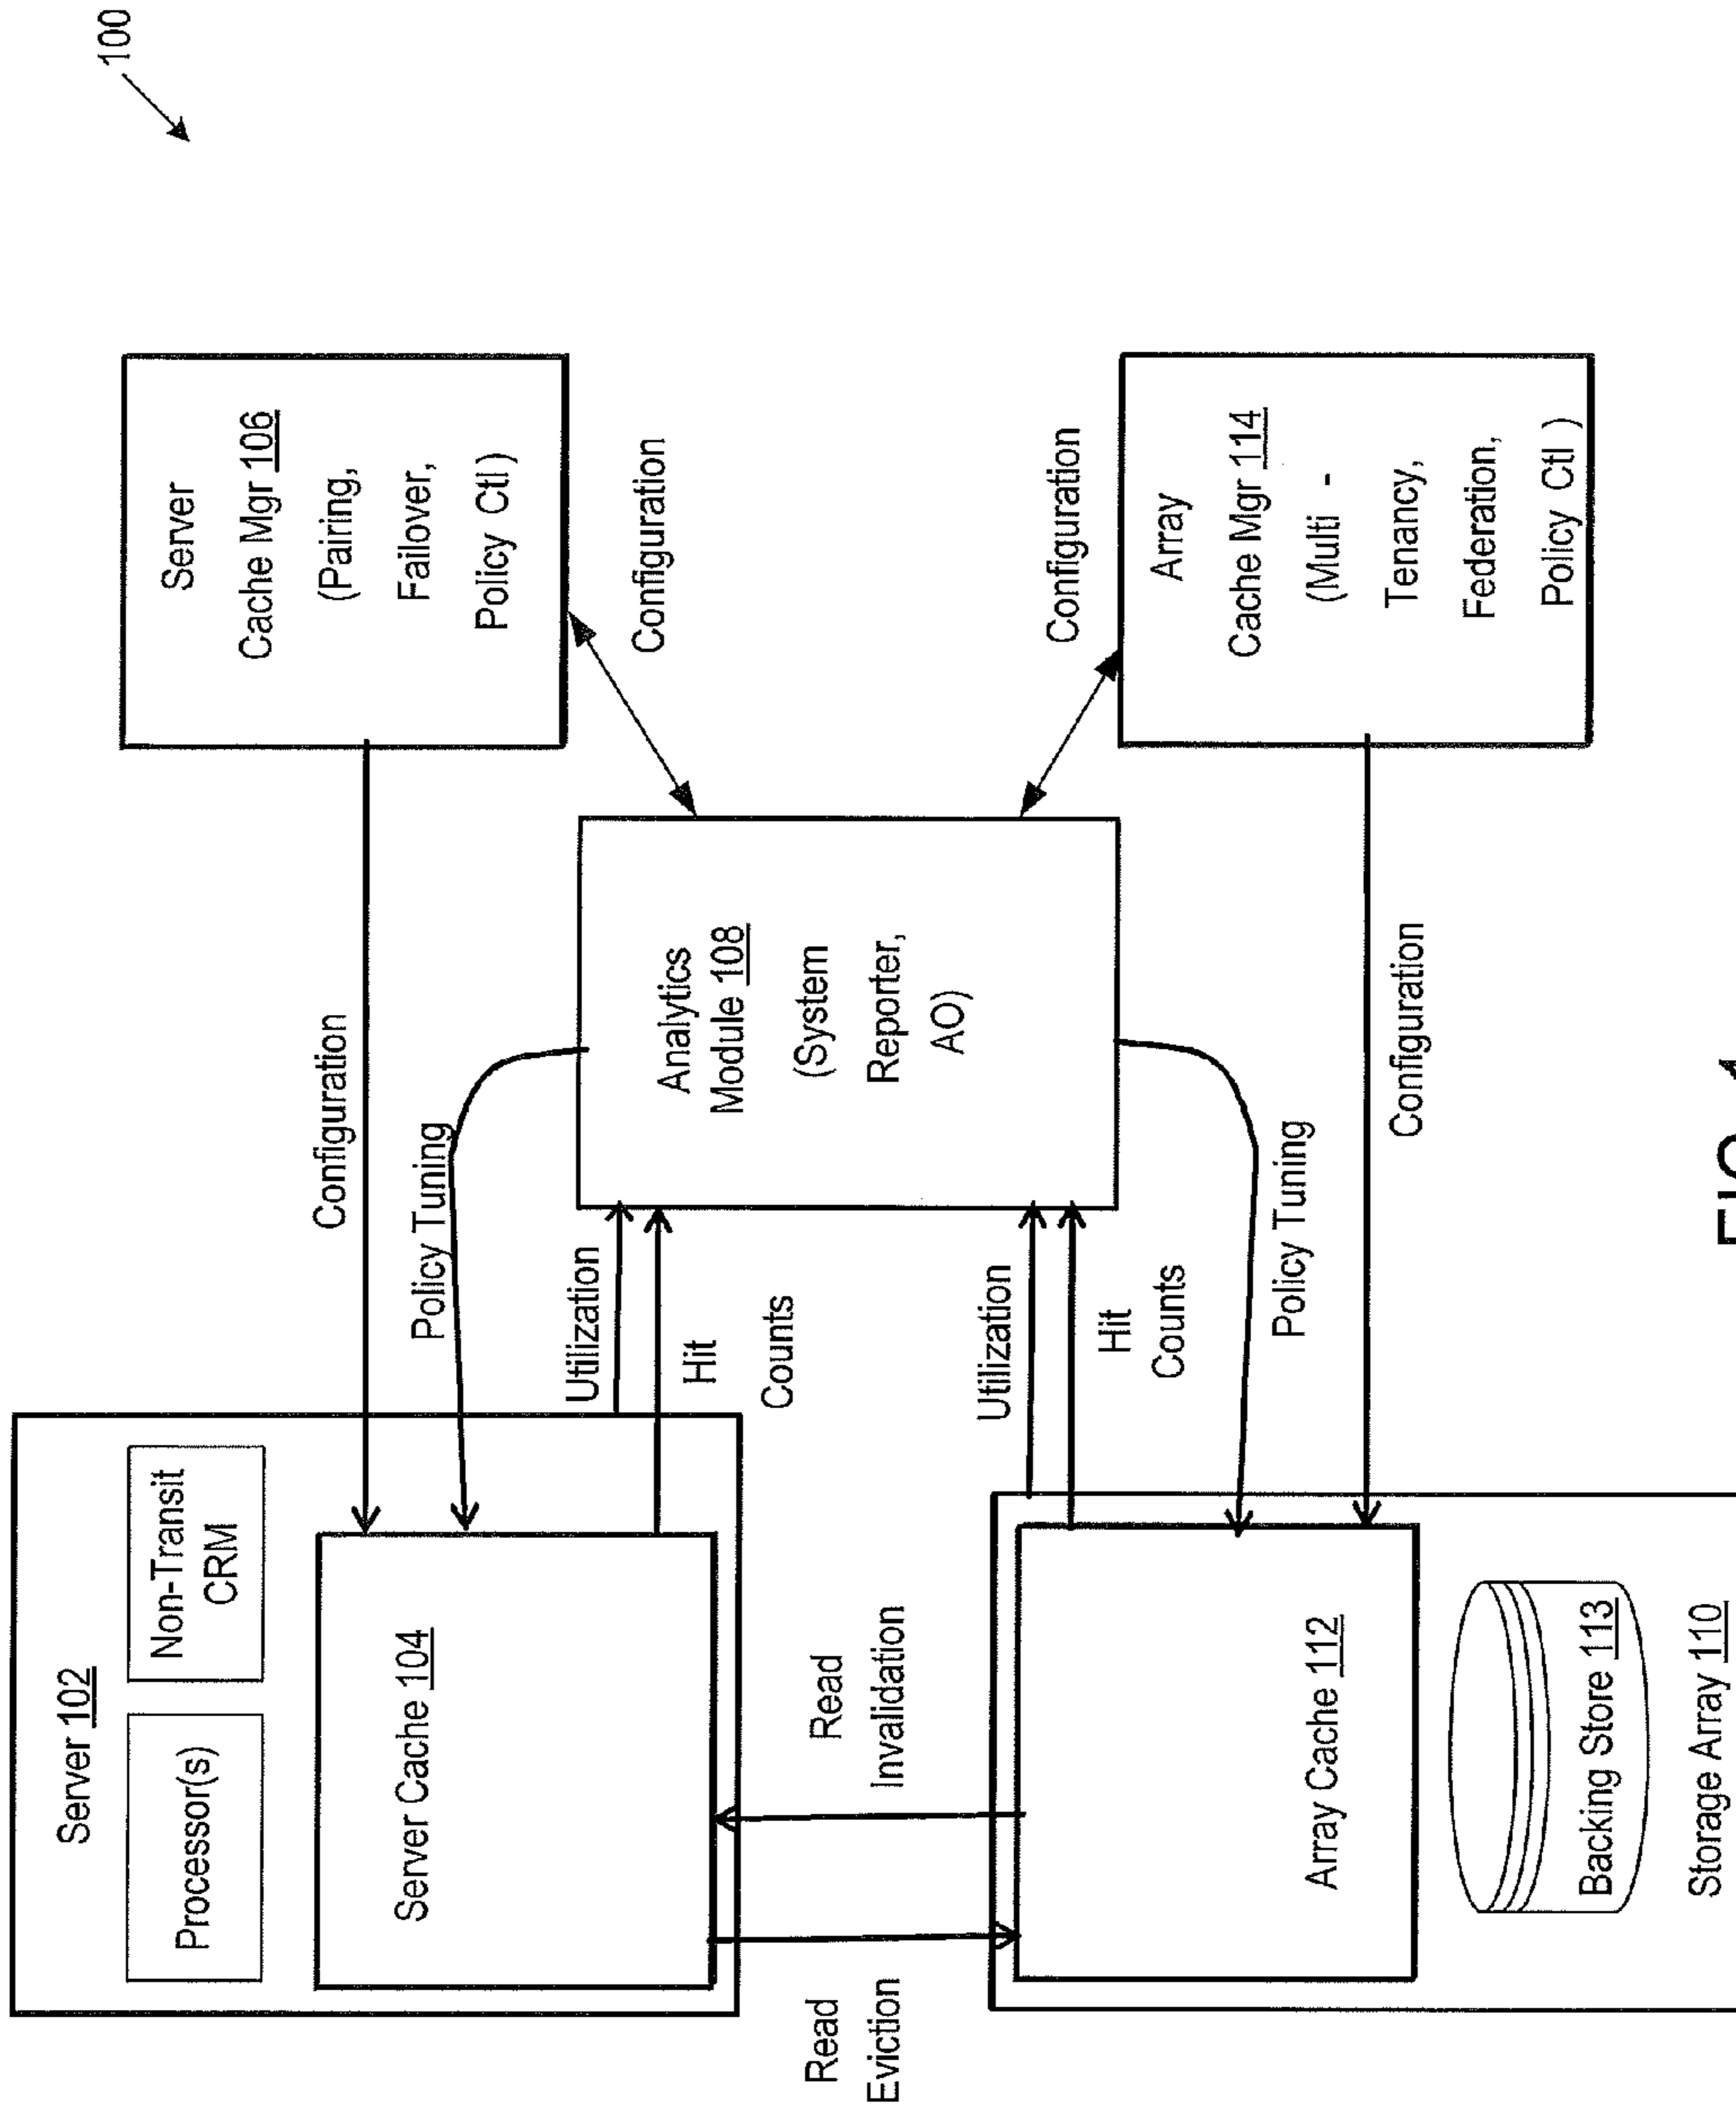 100
Server 102
Processor(s)
Non-Transit
CRM
Server Cache 104
Configuration
Policy Tuning
Utilization
Hit
Counts
Server
Cache Mgr 106
(Pairing,
Failover,
Policy Ctl)
Configuration
Read
Eviction
Read
Invalidation
Analytics
Module 108
(System
Reporter,
AO)
Utilization
Hit
Counts
Policy Tuning
Configuration
Configuration
Array
Cache Mgr 114
(Multi -
Tenancy,
Federation,
Policy Ctl )
Array Cache 112
Backing Store 113
Storage Array 110
FIG. 1